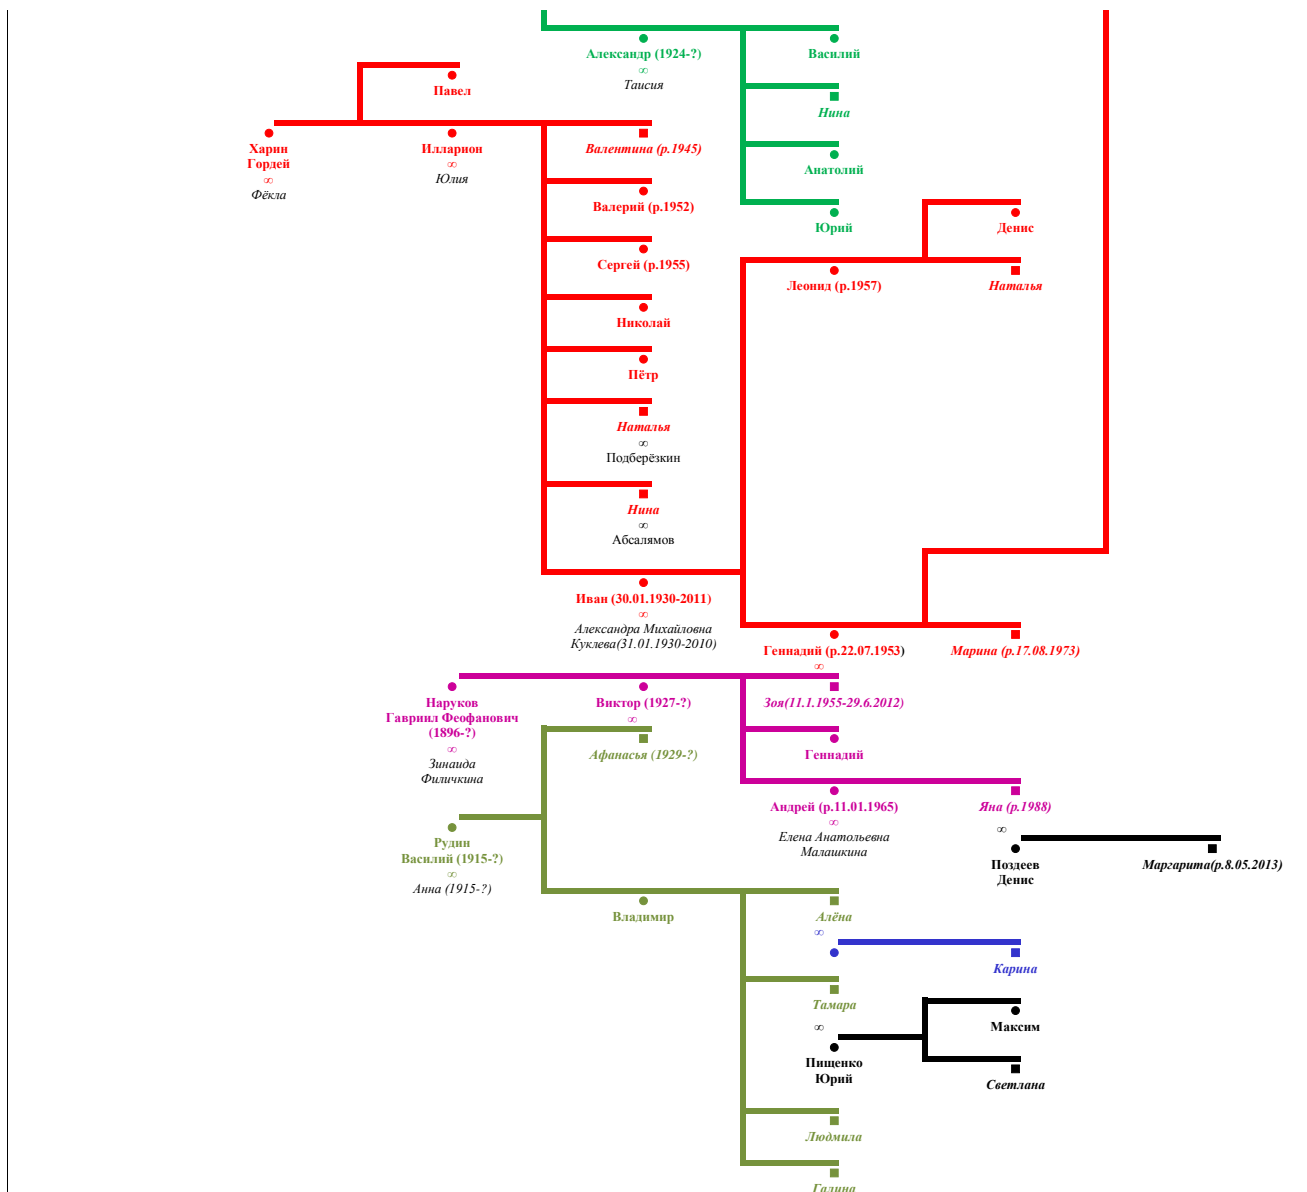 Александр (1924-?)
∞
Таисия
Василий
Павел
Нина
Харин
Гордей
∞
Фёкла
Илларион
∞
Юлия
Валентина (р.1945)
Анатолий
Валерий (р.1952)
Юрий
Денис
Сергей (р.1955)
Леонид (р.1957)
Наталья
Николай
Пётр
Наталья
∞
Подберёзкин
Нина
∞
Абсалямов
Иван (30.01.1930-2011)
∞
Александра Михайловна
Куклева(31.01.1930-2010)
Геннадий (р.22.07.1953)
∞
Марина (р.17.08.1973)
Наруков
Гавриил Феофанович
(1896-?)
∞
Зинаида
Филичкина
Виктор (1927-?)
∞
Зоя(11.1.1955-29.6.2012)
Афанасья (1929-?)
Геннадий
Андрей (р.11.01.1965)
∞
Елена Анатольевна
Малашкина
Яна (р.1988)
∞
Рудин
Василий (1915-?)
∞
Анна (1915-?)
Поздеев
Денис
Маргарита(р.8.05.2013)
Владимир
Алёна
∞
Карина
Тамара
∞
Максим
Пищенко
Юрий
Светлана
Людмила
Галина